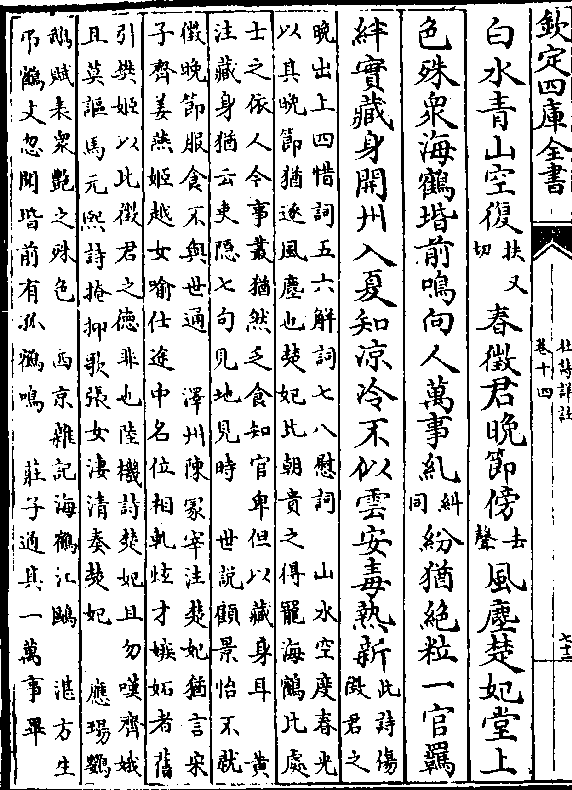 欽定四庫全書
杜詩詳註
卷十四
白水青山空復扶又切春徵君晚節傍去聲風塵楚妃堂上
色殊衆海鶴堦前鳴向人萬事糺糾同紛猶絶粒一官羈
絆實藏身開州入夏知凉冷不似雲安毒熱新此詩傷殷君之
晚出上四惜詞五六解詞七八慰詞 山水空度春光
以其晚節猶逐風塵也楚妃比朝貴之得寵海鶴比處
士之依人今事叢猶然乏食知官卑但以藏身耳 黄
注藏身猶云吏隱七句見地見時 世說顧景怡不就
徵晚節服食不與世通 澤州陳冡宰注楚妃猶言宋
子齊姜燕姬越女喻仕途中名位相軋炫才嫉妬者舊
引樊姬以比徵君之德非也陸機詩楚妃且勿嘆齊娥
且莫謳馬元熙詩掩抑歌張女淒清奏楚妃 應瑒鸚
鵡賦表衆艶之殊色 西京雜記海鶴江鷗 湛方生
弔鶴文忽聞堦前有孤鶴鳴 莊子通其一萬事畢